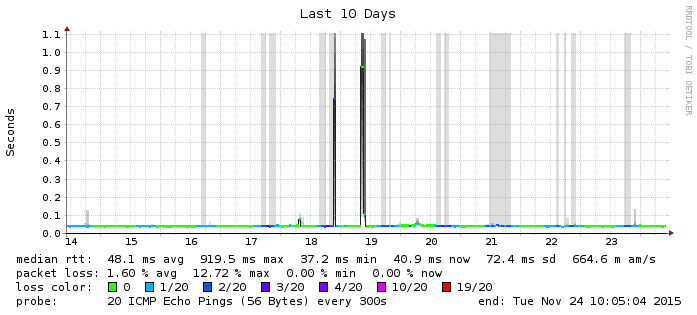 Last 10 Days
RRDTOOL / TOBI OETIKER
Seconds
1.1
1.0
0.9
0.8
0.7
0.6
0.5
0.4
0.3
0.2
0.1
0.0
14 15 16 17 18 19 20 21 22 23
median rtt: 48.1 ms avg 919.5 ms max 37.2 ms min 40.9 ms now 72.4 ms sd 664.6 m am/s
packet loss: 1.60 % avg 12.72 % max 0.00 % min 0.00 % now
loss color: 0 1/20 2/20 3/20 4/20 10/20 19/20
probe: 20 ICMP Echo Pings (56 Bytes) every 300s end: Tue Nov 24 10:05:04 2015